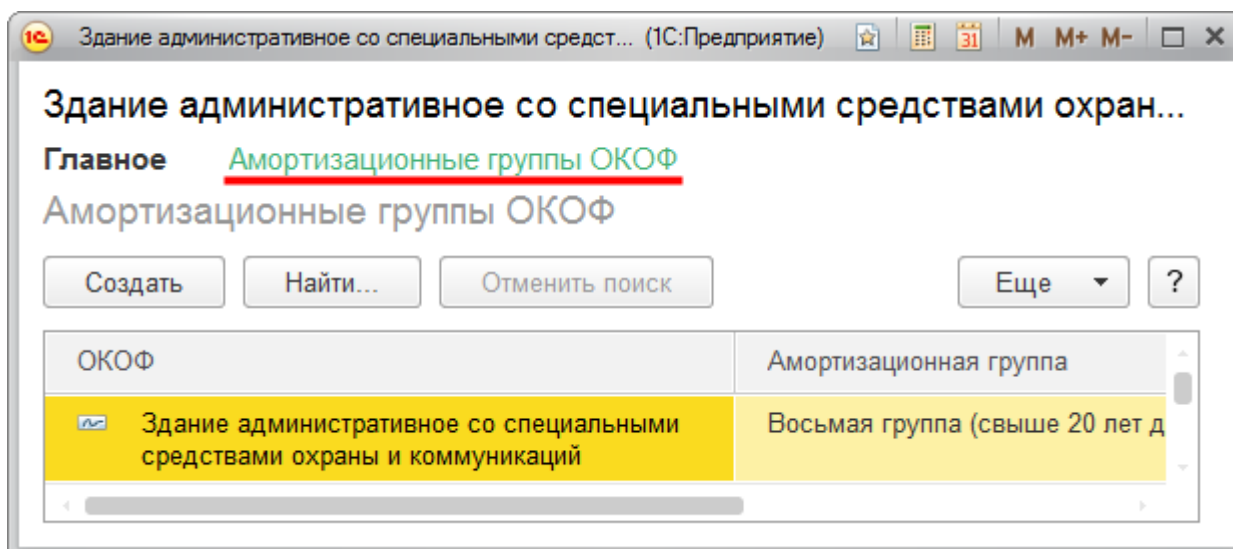 1С Здание административное со специальными средст... (1С:Предприятие) 31 M M+ M-
Здание административное со специальными средствами охран...
Главное Амортизационные группы ОКОФ
Амортизационные группы ОКОФ
Создать Найти... Отменить поиск Еще ?
ОКОФ Амортизационная группа
Здание административное со специальными Восьмая группа (свыше 20 лет д
средствами охраны и коммуникаций